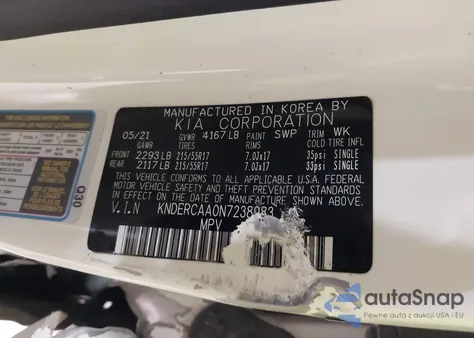 MANUFACTURED IN KOREA BY
KIA CORPORATION
05/21 GVWR 4167 LB PAINT SWP TRIM WK
GAWR TIRES RIMS COLD TIRE INFL
FRONT 2293 LB 215/55R17 7.0Jx17 35psi SINGLE
REAR 2117 LB 215/55R17 7.0Jx17 33psi SINGLE
THIS VEHICLE CONFORMS TO ALL APPLICABLE U.S.A. FEDERAL
MOTOR VEHICLE SAFETY AND THEFT PREVENTION STANDARDS
IN EFFECT ON THE DATE OF MANUFACTURE SHOWN ABOVE.
V.I.N KNDERCAA0N7238083
MPV
Q30
autoSnap
Pewne auta z aukcji USA i EU